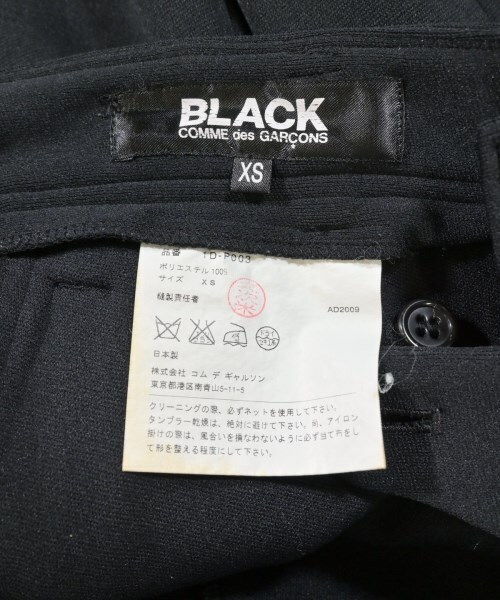 BLACK
COMME des GARÇONS
XS
品番 1D-P003
ポリエステル 100%
サイズ XS
縫製責任者
AD2009
日本製
株式会社 コム デ ギャルソン
東京都港区南青山5-11-5
クリーニングの際、必ずネットを使用して下さい。
タンブラー乾燥は、絶対に避けて下さい。尚、アイロン
掛けの際は、風合いを損なわないように必ず当て布をし
て形を整える程度にして下さい。